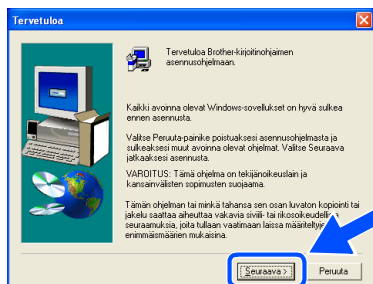 Tervetuloa
Tervetuloa Brother-kirjoitinohjaimen
asennusohjelmaan.
Kaikki avoinna olevat Windows-sovellukset on hyvä sulkea
ennen asennusta.
Valitse Peruuta-painike poistuaksesi asennusohjelmasta ja
sulkeaksesi muut avoinna olevat ohjelmat. Valitse Seuraava
jatkaaksesi asennusta.
VAROITUS: Tämä ohjelma on tekijänoikeuslain ja
kansainvälisten sopimusten suojaama.
Tämän ohjelman tai minkä tahansa sen osan luvaton kopiointi tai
jakelu saattaa aiheuttaa vakavia siviili- tai rikosoikeudellisia
seuraamuksia, joita tullaan vaatimaan laissa määriteltyjen
enimmäismäärien mukaisina.
Seuraava >
Peruuta